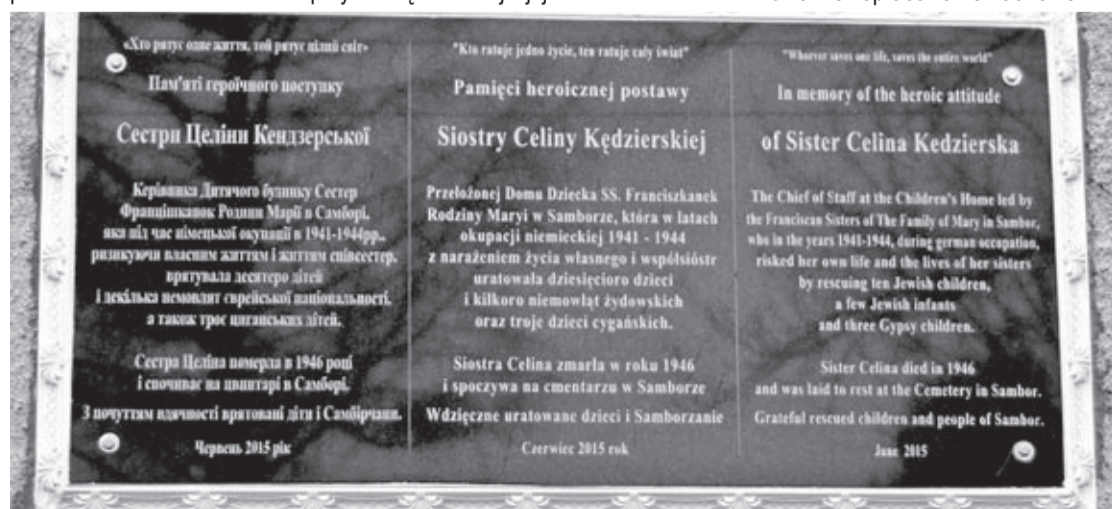 «Хто рятує одне життя, той рятує цілий світ»
Пам'яті героїчного поступку
Сестри Целіни Кендзерської
Керівника Дитячого будинку Сестер
Францішканок Родини Марії в Самборі,
яка під час німецької окупації в 1941-1944рр.,
ризикуючи власним життям і життям співсестер,
врятувала десятеро дітей
і декілька немовлят єврейської національності,
а також троє циганських дітей.
Сестра Целіна померла в 1946 році
і спочиває на цвинтарі в Самборі.
З почуттям вдячності врятовані діти і Самбірчани.
Червень 2015 рік
"Kto ratuje jedno życie, ten ratuje cały świat"
Pamięci heroicznej postawy
Siostry Celiny Kędzierskiej
Przełożonej Domu Dziecka SS. Franciszkanek
Rodziny Maryi w Samborze, która w latach
okupacji niemieckiej 1941 - 1944
z narażeniem życia własnego i współsióstr
uratowała dziesięcioro dzieci
i kilkoro niemowląt żydowskich
oraz troje dzieci cygańskich.
Siostra Celina zmarła w roku 1946
i spoczywa na cmentarzu w Samborze
Wdzięczne uratowane dzieci i Samborzanie
Czerwiec 2015 rok
"Whoever saves one life, saves the entire world"
In memory of the heroic attitude
of Sister Celina Kedzierska
The Chief of Staff at the Children's Home led by
the Franciscan Sisters of The Family of Mary in Sambor,
who in the years 1941-1944, during german occupation,
risked her own life and the lives of her sisters
by rescuing ten Jewish children,
a few Jewish infants
and three Gypsy children.
Sister Celina died in 1946
and was laid to rest at the Cemetery in Sambor.
Grateful rescued children and people of Sambor.
June 2015